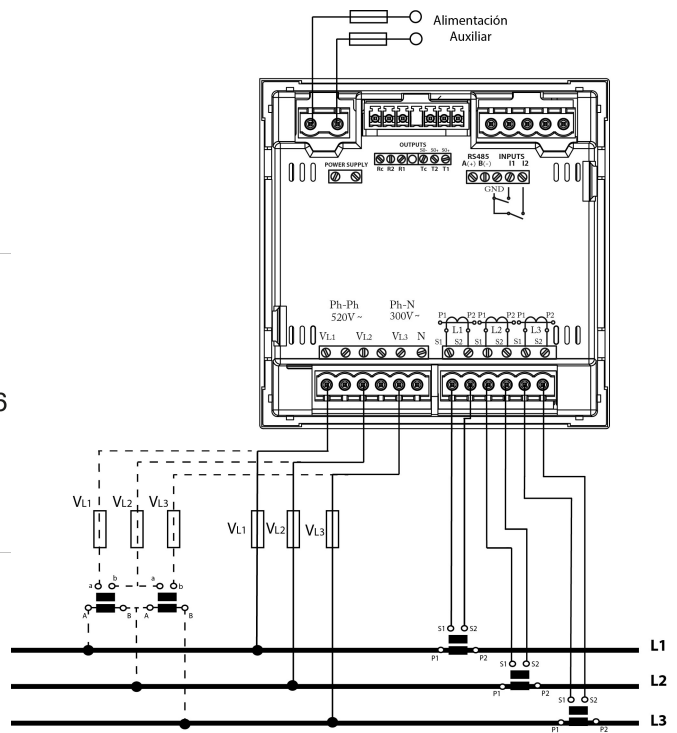 Alimentación
Auxiliar
OUTPUTS
S0- S0+ S0+
POWER SUPPLY
Rc R2 R1 Tc T2 T1
RS485 INPUTS
A(+) B(-) I1 I2
GND
Ph-Ph Ph-N
520V ~ 300V ~
P1 P2 P1 P2 P1 P2
L1 L2 L3
VL1 VL2 VL3 N
S1 S2 S1 S2 S1 S2
6
VL1 VL2 VL3
VL1 VL2 VL3
a b a b
A B A B
S1 S2
P1 P2
L1
S1 S2
P1 P2
L2
S1 S2
P1 P2
L3